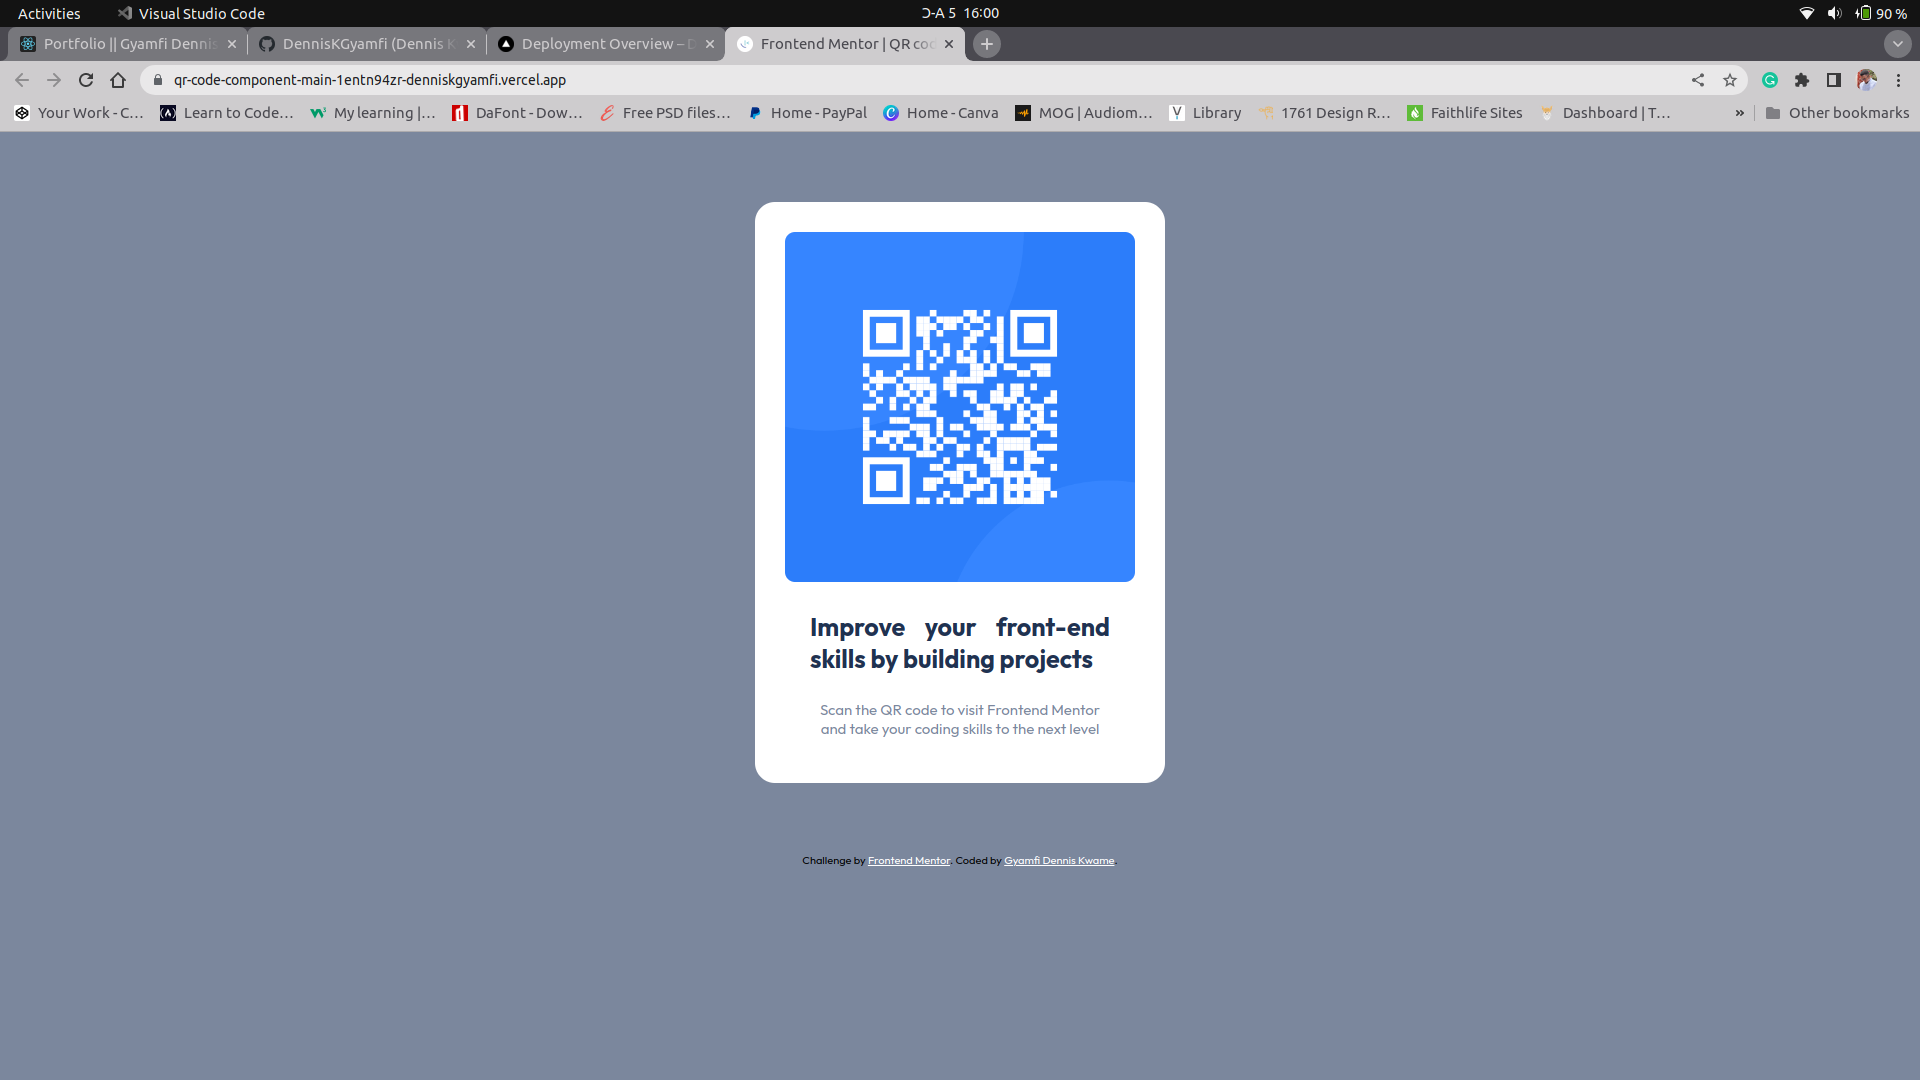 Activities Visual Studio Code Ɔ-A 5 16:00 90 %
Portfolio || Gyamfi Dennis DennisKGyamfi (Dennis K Deployment Overview – D Frontend Mentor | QR cod
qr-code-component-main-1entn94zr-denniskgyamfi.vercel.app
Your Work - C… Learn to Code… My learning |… DaFont - Dow… Free PSD files… Home - PayPal Home - Canva MOG | Audiom… Library 1761 Design R… Faithlife Sites Dashboard | T… » Other bookmarks
Improve your front-end
skills by building projects
Scan the QR code to visit Frontend Mentor
and take your coding skills to the next level
Challenge by Frontend Mentor. Coded by Gyamfi Dennis Kwame.